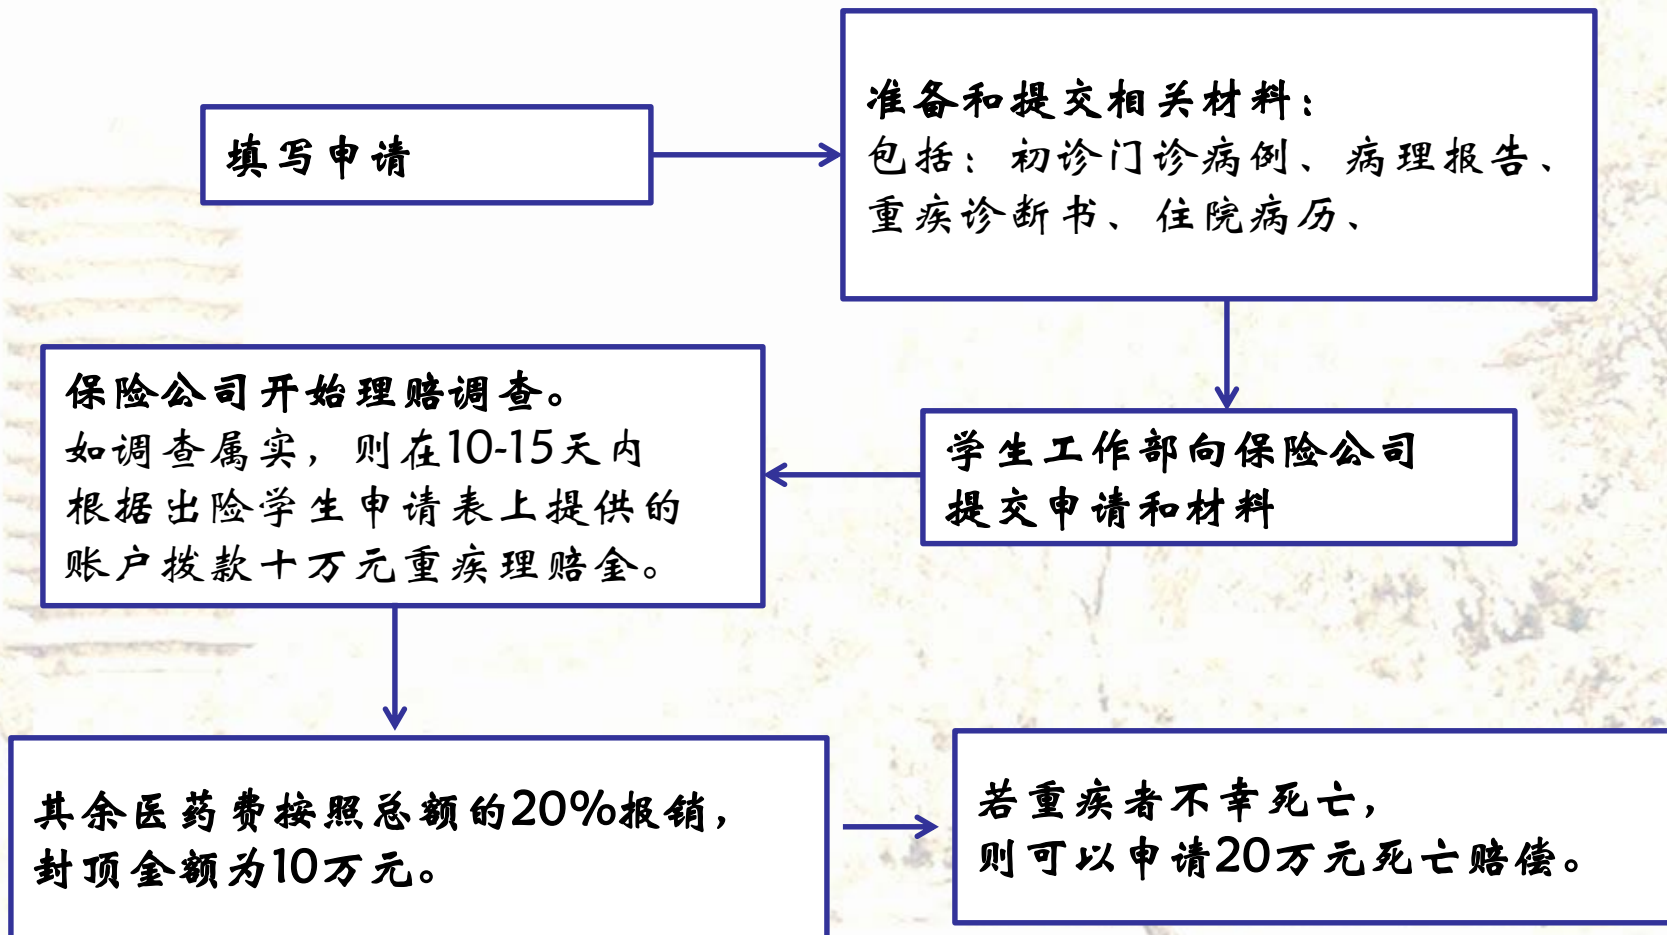 填写申请
准备和提交相关材料：
包括：初诊门诊病例、病理报告、
重疾诊断书、住院病历、
学生工作部向保险公司
提交申请和材料
保险公司开始理赔调查。
如调查属实，则在10-15天内
根据出险学生申请表上提供的
账户拨款十万元重疾理赔金。
其余医药费按照总额的20%报销，
封顶金额为10万元。
若重疾者不幸死亡，
则可以申请20万元死亡赔偿。